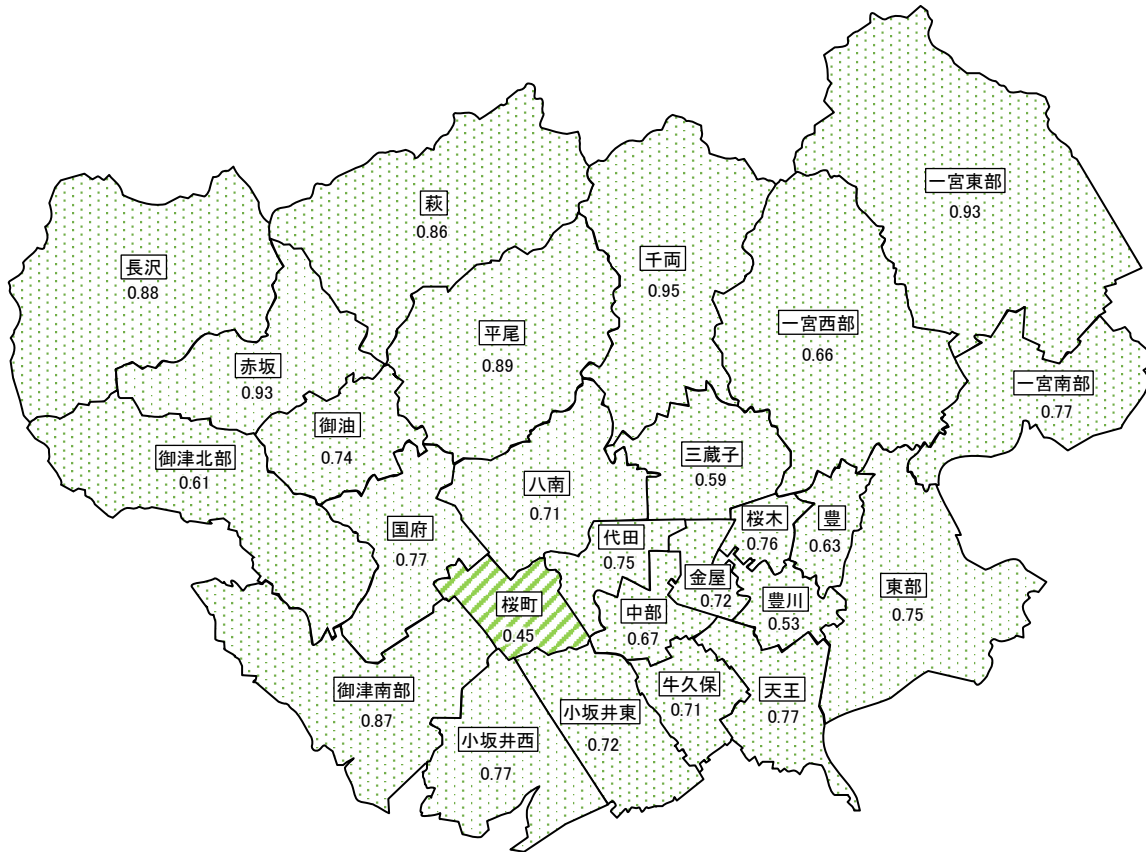 一宮東部
0.93
萩
0.86
千両
0.95
長沢
0.88
一宮西部
0.66
平尾
0.89
赤坂
0.93
一宮南部
0.77
御油
0.74
御津北部
0.61
三蔵子
0.59
八南
0.71
桜木
0.76
豊
0.63
国府
0.77
代田
0.75
金屋
0.72
豊川
0.53
東部
0.75
桜町
0.45
中部
0.67
御津南部
0.87
牛久保
0.71
天王
0.77
小坂井東
0.72
小坂井西
0.77